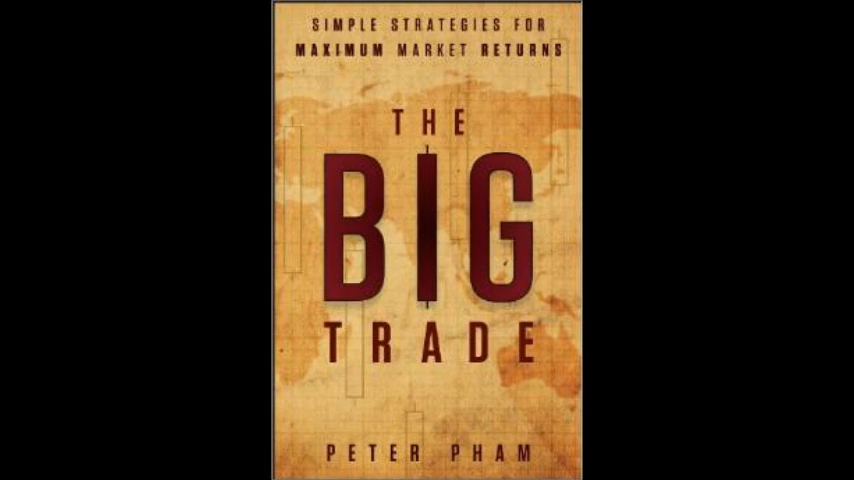 SIMPLE STRATEGIES FOR
MAXIMUM MARKET RETURNS
THE
BIG
TRADE
PETER PHAM